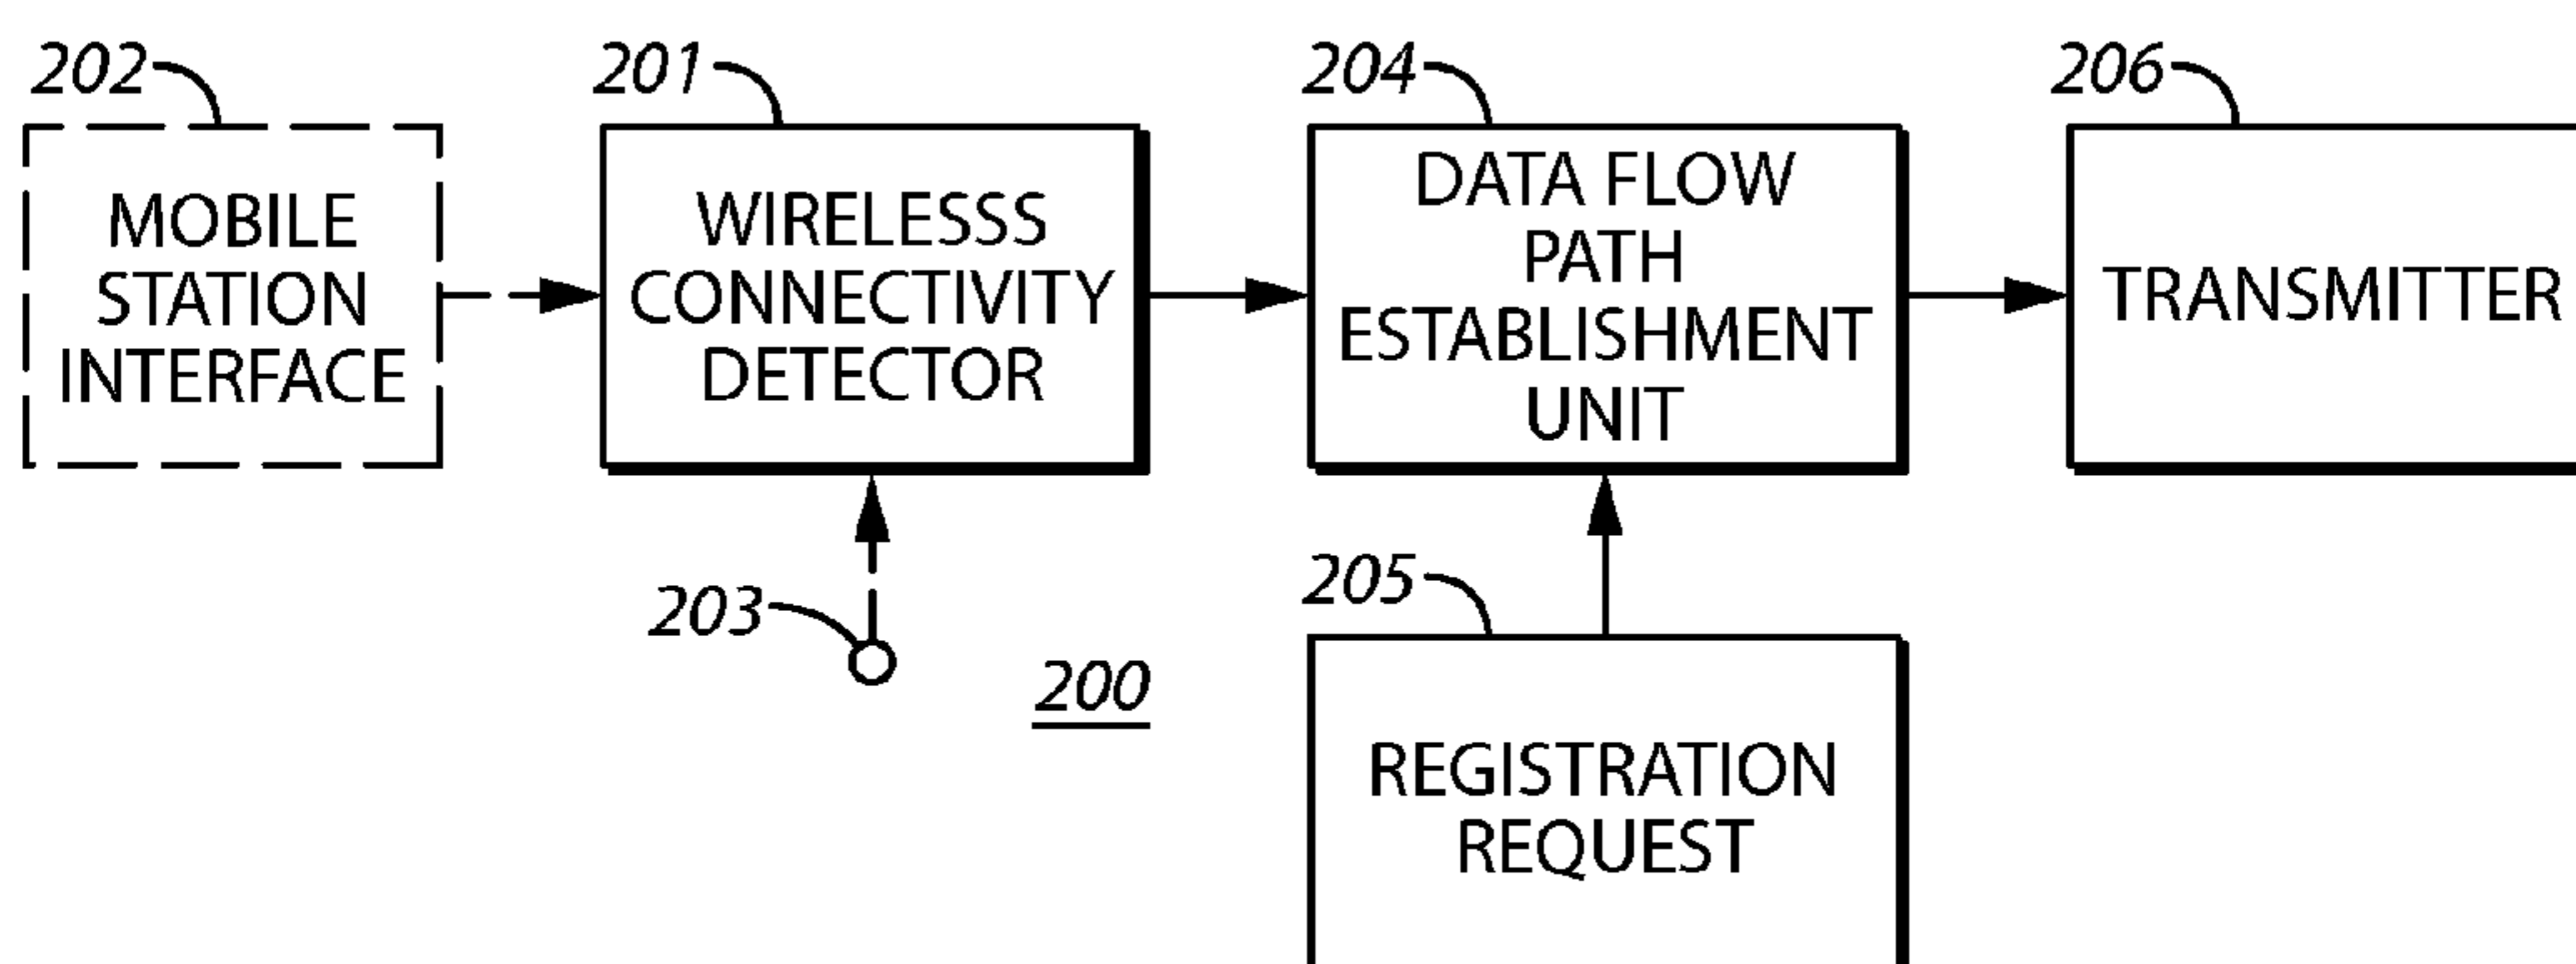 202
201
204
206
MOBILE
STATION
INTERFACE
WIRELESSS
CONNECTIVITY
DETECTOR
DATA FLOW
PATH
ESTABLISHMENT
UNIT
TRANSMITTER
203
200
205
REGISTRATION
REQUEST